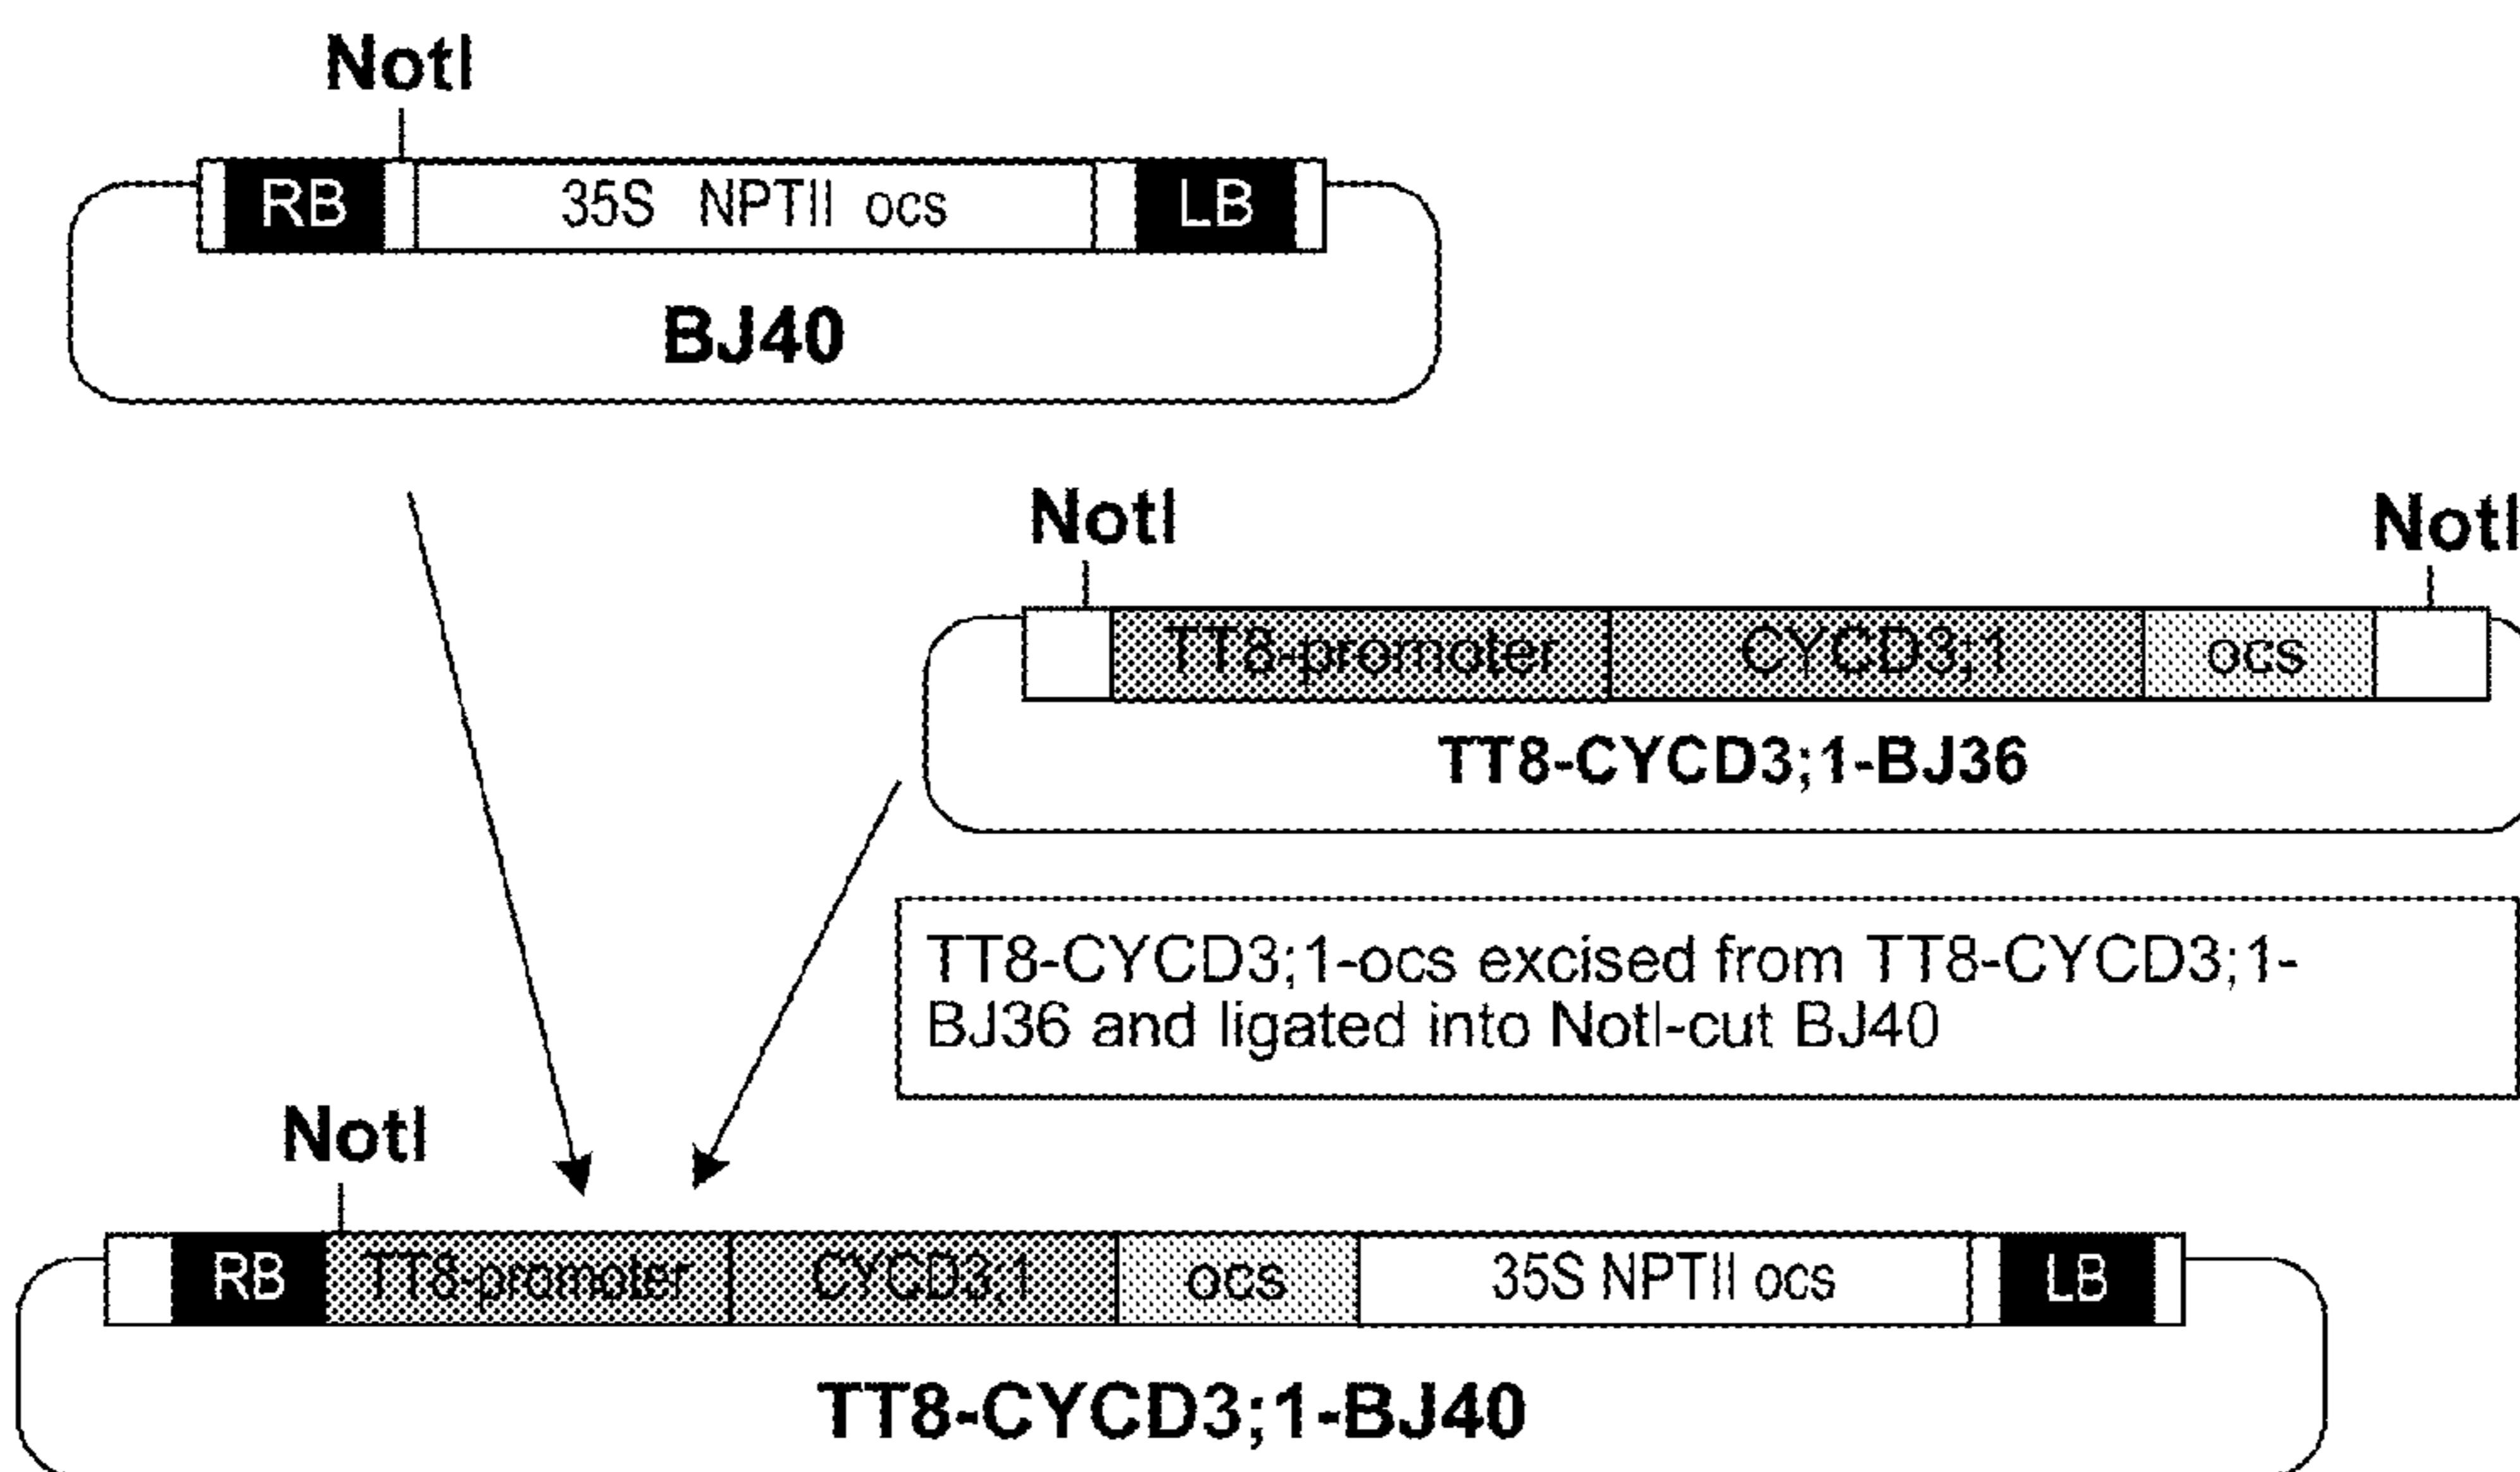 NotI
RB 35S NPTII ocs LB
BJ40
NotI NotI
TT8-promoter CYCD3;1 ocs
TT8-CYCD3;1-BJ36
TT8-CYCD3;1-ocs excised from TT8-CYCD3;1-
BJ36 and ligated into NotI-cut BJ40
NotI
RB TT8-promoter CYCD3;1 ocs 35S NPTII ocs LB
TT8-CYCD3;1-BJ40